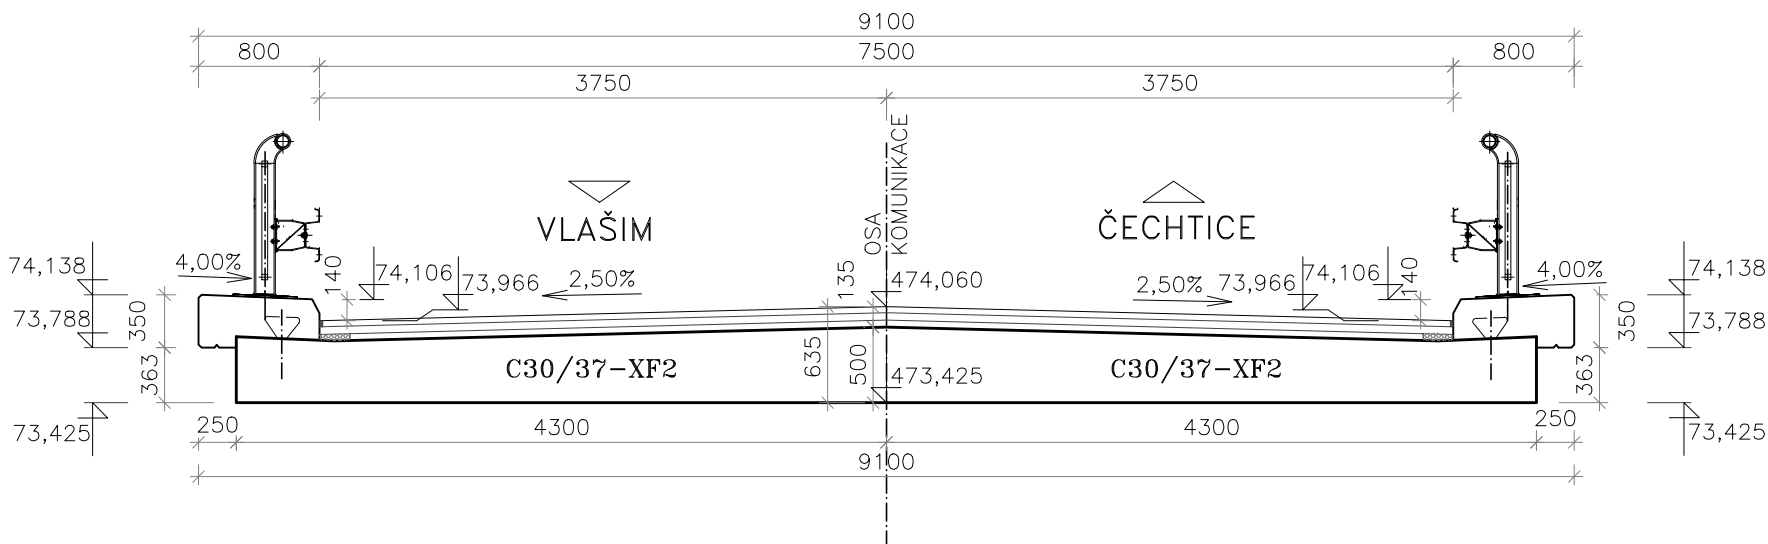 9100
800 7500 800
3750 3750
OSA
KOMUNIKACE
VLAŠIM ČECHTICE
74,138 4,00% 140 74,106 73,966 2,50% 135 474,060 2,50% 73,966 74,106 140 4,00% 74,138
73,788 350 350 73,788
363 C30/37-XF2 635 500 473,425 C30/37-XF2 363
73,425 250 4300 4300 250 73,425
9100